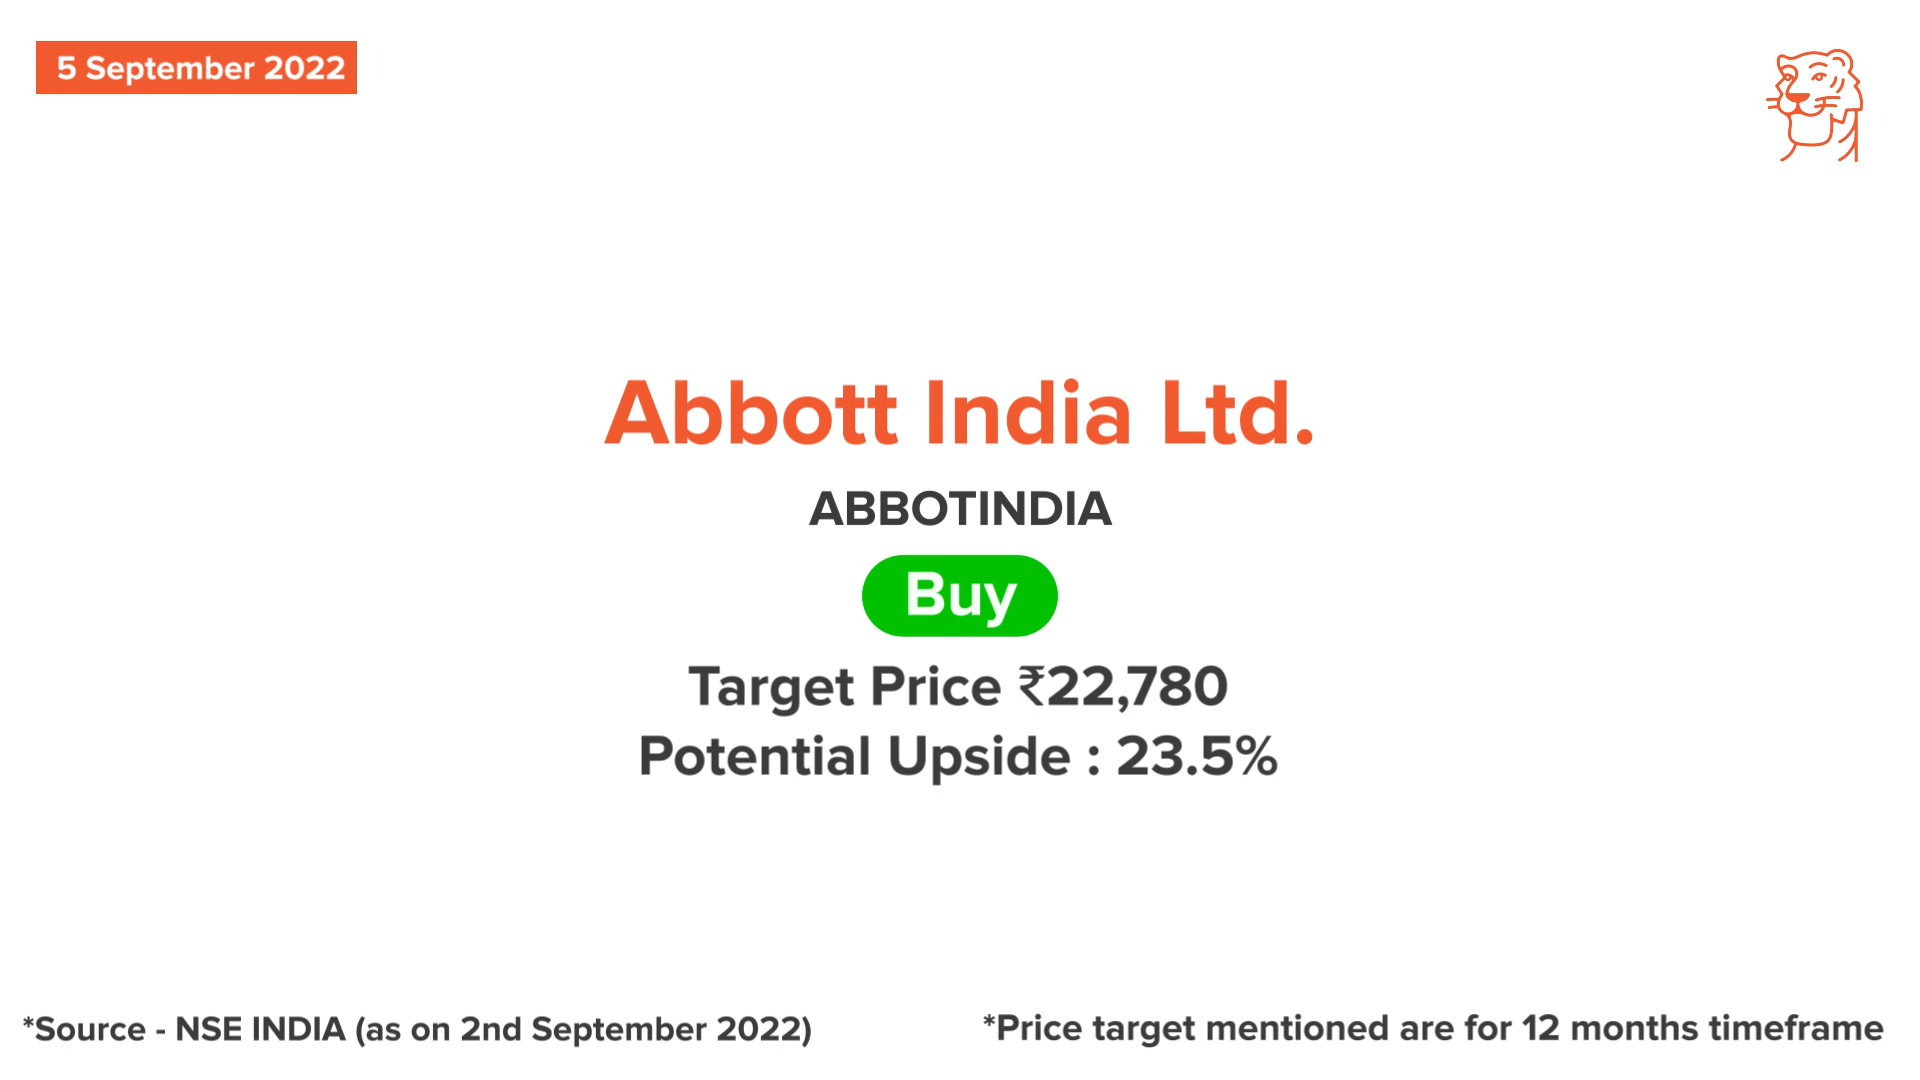 5 September 2022
Abbott India Ltd.
ABBOTINDIA
Buy
Target Price ₹22,780
Potential Upside : 23.5%
*Source - NSE INDIA (as on 2nd September 2022)
*Price target mentioned are for 12 months timeframe